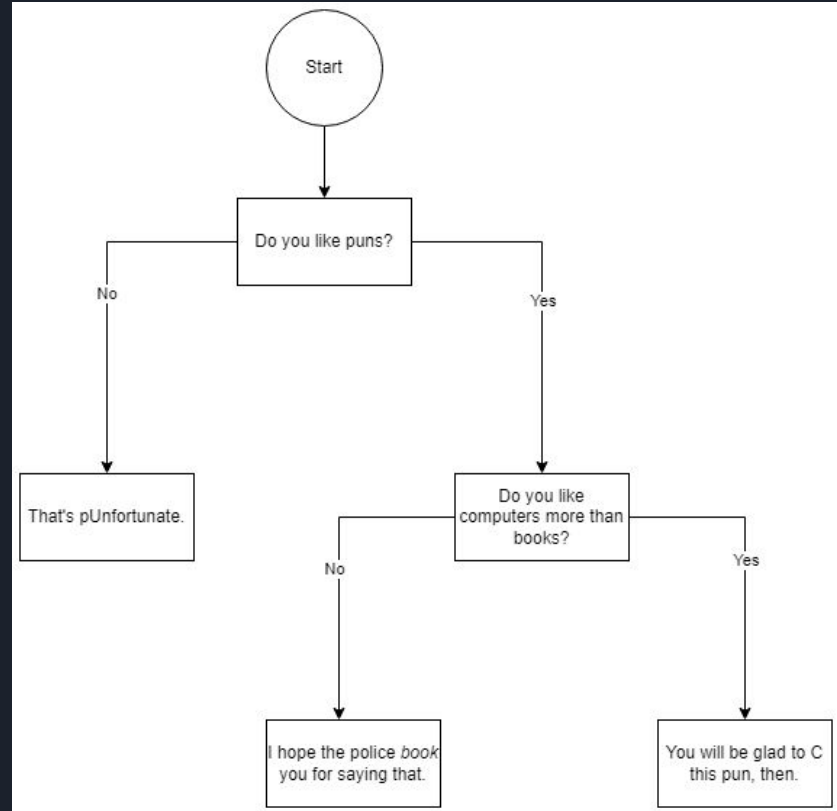 Start
Do you like puns?
No
Yes
That's pUnfortunate.
Do you like
computers more than
books?
No
Yes
I hope the police book
you for saying that.
You will be glad to C
this pun, then.